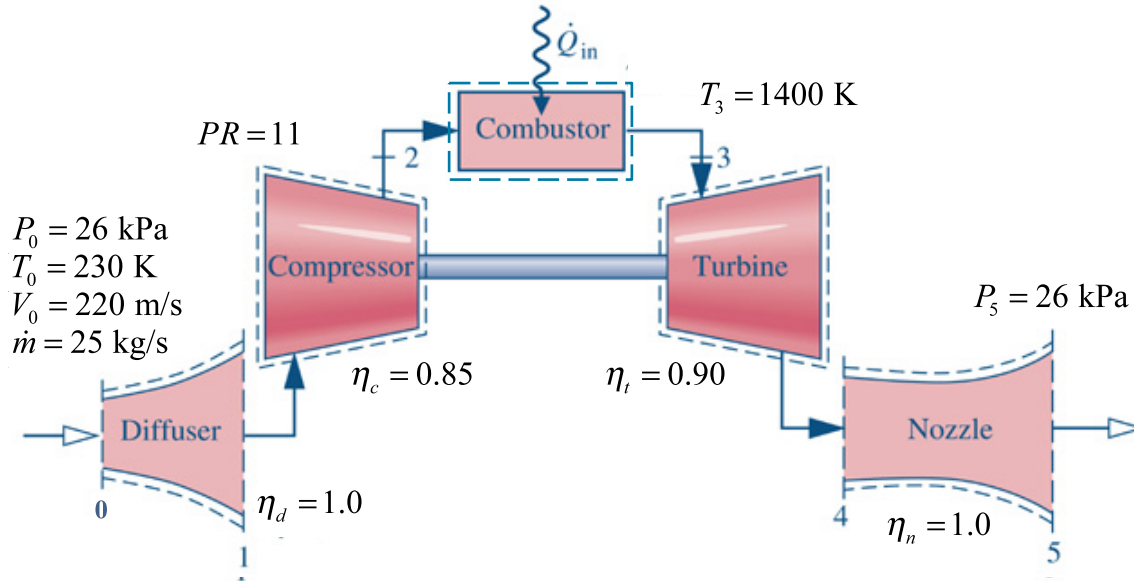 Q̇in
T3 = 1400 K
Combustor
PR = 11
2
3
P0 = 26 kPa
T0 = 230 K
V0 = 220 m/s
ṁ = 25 kg/s
Compressor
Turbine
P5 = 26 kPa
ηc = 0.85
ηt = 0.90
Diffuser
Nozzle
0
ηd = 1.0
4
ηn = 1.0
1
5